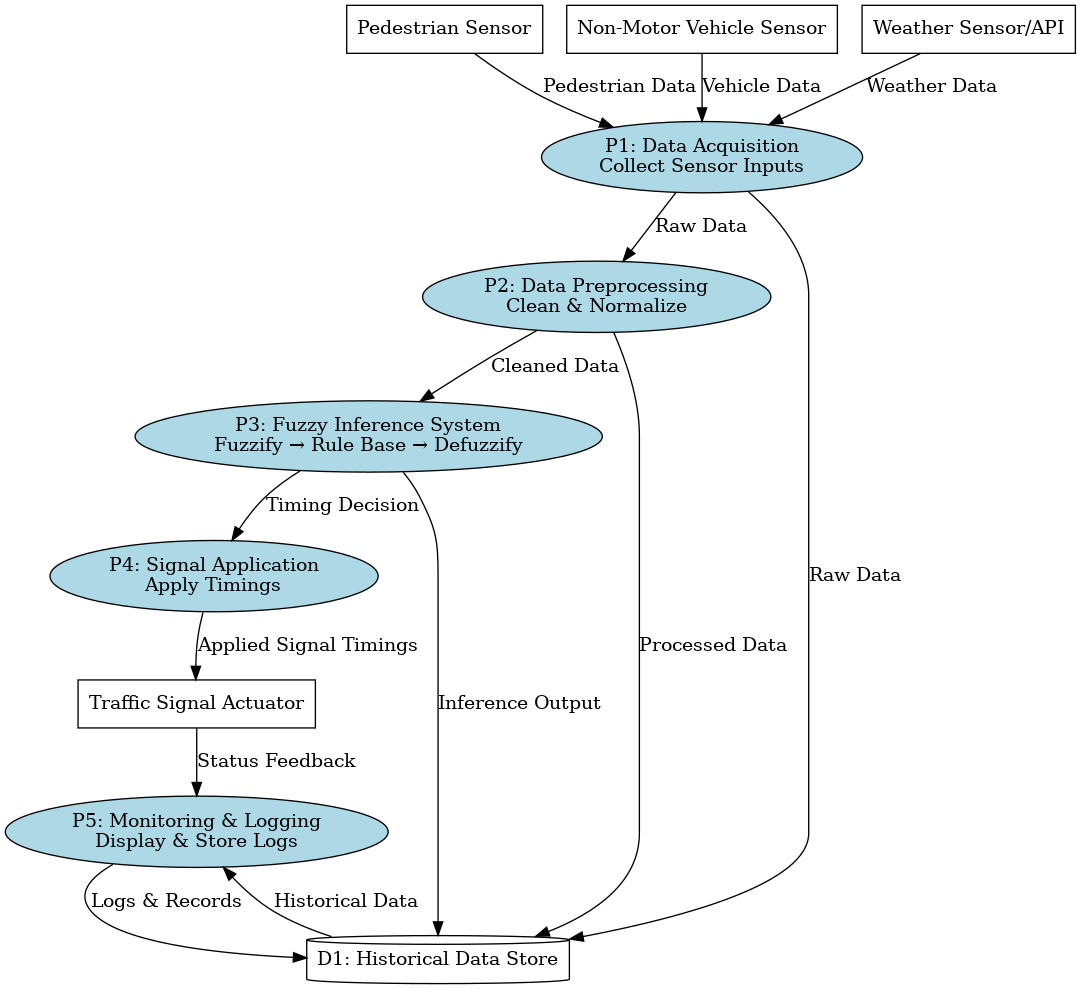 Pedestrian Sensor
Non-Motor Vehicle Sensor
Weather Sensor/API
Pedestrian Data
Vehicle Data
Weather Data
P1: Data Acquisition
Collect Sensor Inputs
Raw Data
P2: Data Preprocessing
Clean & Normalize
Cleaned Data
P3: Fuzzy Inference System
Fuzzify → Rule Base → Defuzzify
Timing Decision
P4: Signal Application
Apply Timings
Raw Data
Applied Signal Timings
Processed Data
Traffic Signal Actuator
Inference Output
Status Feedback
P5: Monitoring & Logging
Display & Store Logs
Logs & Records
Historical Data
D1: Historical Data Store